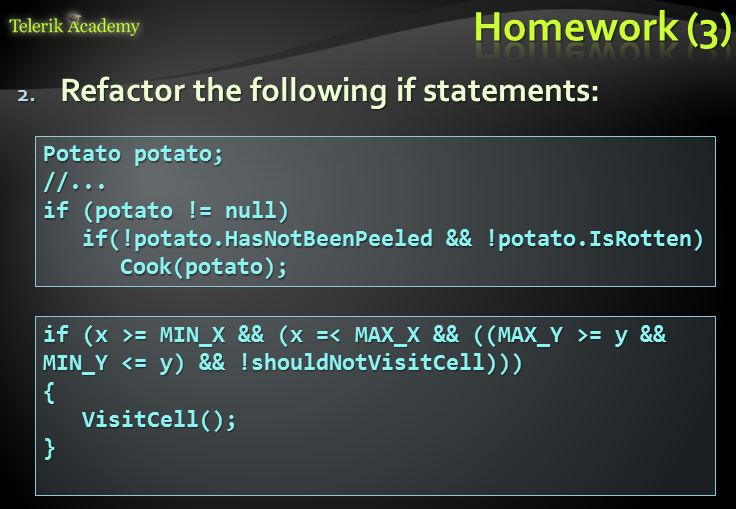 Telerik Academy
Homework (3)
2. Refactor the following if statements:
Potato potato;
//...
if (potato != null)
if(!potato.HasNotBeenPeeled && !potato.IsRotten)
Cook(potato);
if (x >= MIN_X && (x =< MAX_X && ((MAX_Y >= y &&
MIN_Y <= y) && !shouldNotVisitCell)))
{
VisitCell();
}